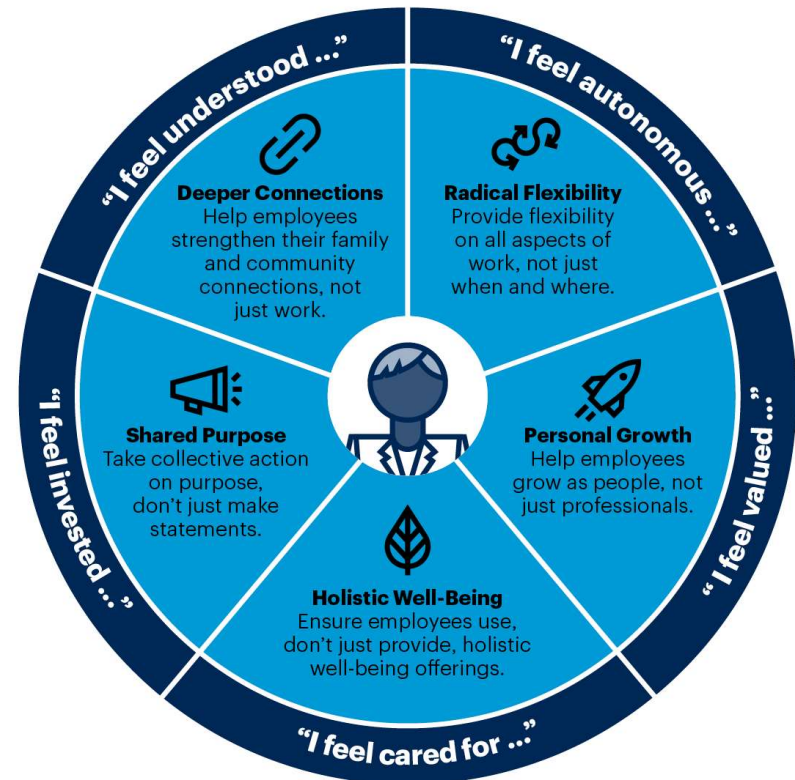 “I feel understood ...”
Deeper Connections
Help employees
strengthen their family
and community
connections, not
just work.
“I feel autonomous ...”
Radical Flexibility
Provide flexibility
on all aspects of
work, not just
when and where.
“I feel valued ...”
Personal Growth
Help employees
grow as people, not
just professionals.
“I feel cared for ...”
Holistic Well-Being
Ensure employees use,
don’t just provide, holistic
well-being offerings.
“I feel invested ...”
Shared Purpose
Take collective action
on purpose,
don’t just make
statements.